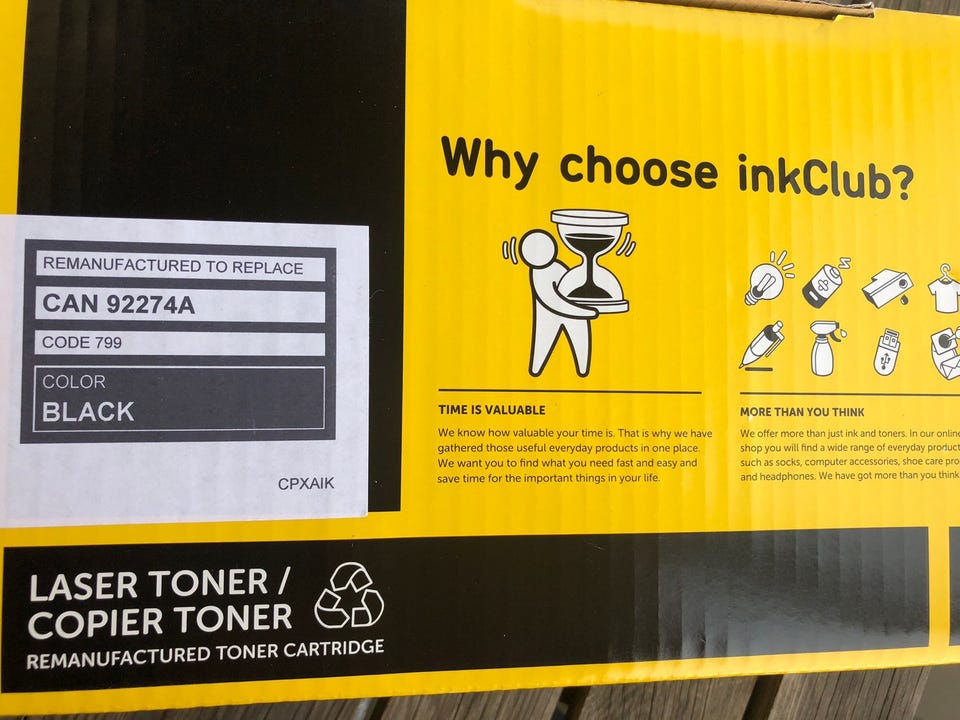 Why choose inkClub?
REMANUFACTURED TO REPLACE
CAN 92274A
CODE 799
COLOR
BLACK
CPXAIK
TIME IS VALUABLE
We know how valuable your time is. That is why we have
gathered those useful everyday products in one place.
We want you to find what you need fast and easy and
save time for the important things in your life.
MORE THAN YOU THINK
We offer more than just ink and toners. In our online
shop you will find a wide range of everyday product
such as socks, computer accessories, shoe care pro
and headphones. We have got more than you think
LASER TONER /
COPIER TONER
REMANUFACTURED TONER CARTRIDGE